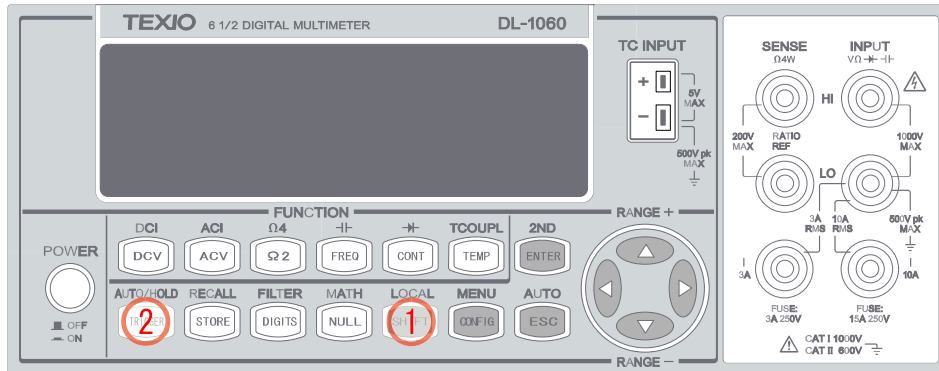 TEXIO 6 1/2 DIGITAL MULTIMETER DL-1060
TC INPUT
+
−
5V
MAX
500V pk
MAX
SENSE
Ω4W
INPUT
VΩ
HI
200V
MAX
RATIO
REF
1000V
MAX
LO
3A
RMS
10A
RMS
500V pk
MAX
3A
10A
FUSE:
3A 250V
FUSE:
15A 250V
CAT I 1000V
CAT II 600V
FUNCTION
RANGE +
DCI ACI Ω4 TCOUPL 2ND
POWER
DCV ACV Ω2 FREQ CONT TEMP ENTER
AUTO/HOLD RECALL FILTER MATH LOCAL MENU AUTO
TRIGGER STORE DIGITS NULL SHIFT CONFIG ESC
2 1
OFF
ON
RANGE −